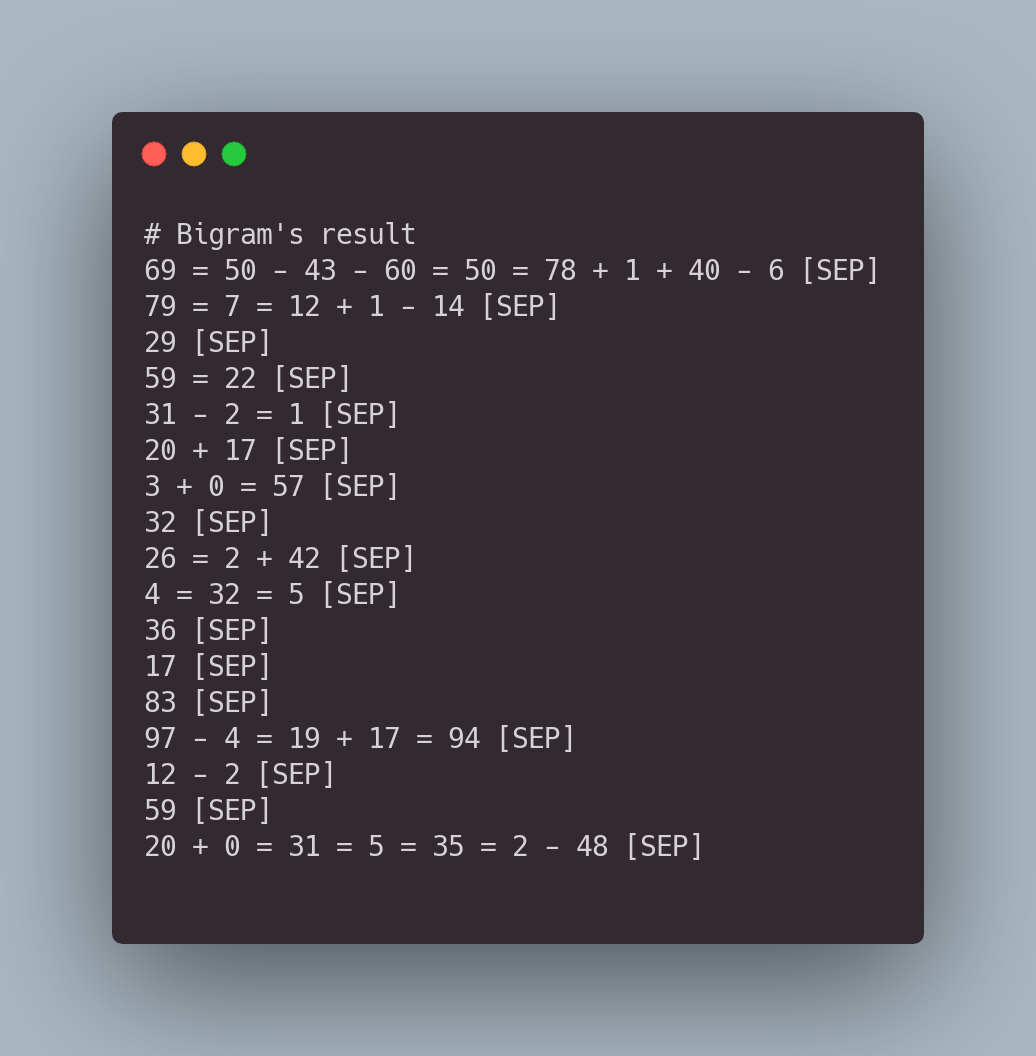 # Bigram's result
69 = 50 - 43 - 60 = 50 = 78 + 1 + 40 - 6 [SEP]
79 = 7 = 12 + 1 - 14 [SEP]
29 [SEP]
59 = 22 [SEP]
31 - 2 = 1 [SEP]
20 + 17 [SEP]
3 + 0 = 57 [SEP]
32 [SEP]
26 = 2 + 42 [SEP]
4 = 32 = 5 [SEP]
36 [SEP]
17 [SEP]
83 [SEP]
97 - 4 = 19 + 17 = 94 [SEP]
12 - 2 [SEP]
59 [SEP]
20 + 0 = 31 = 5 = 35 = 2 - 48 [SEP]